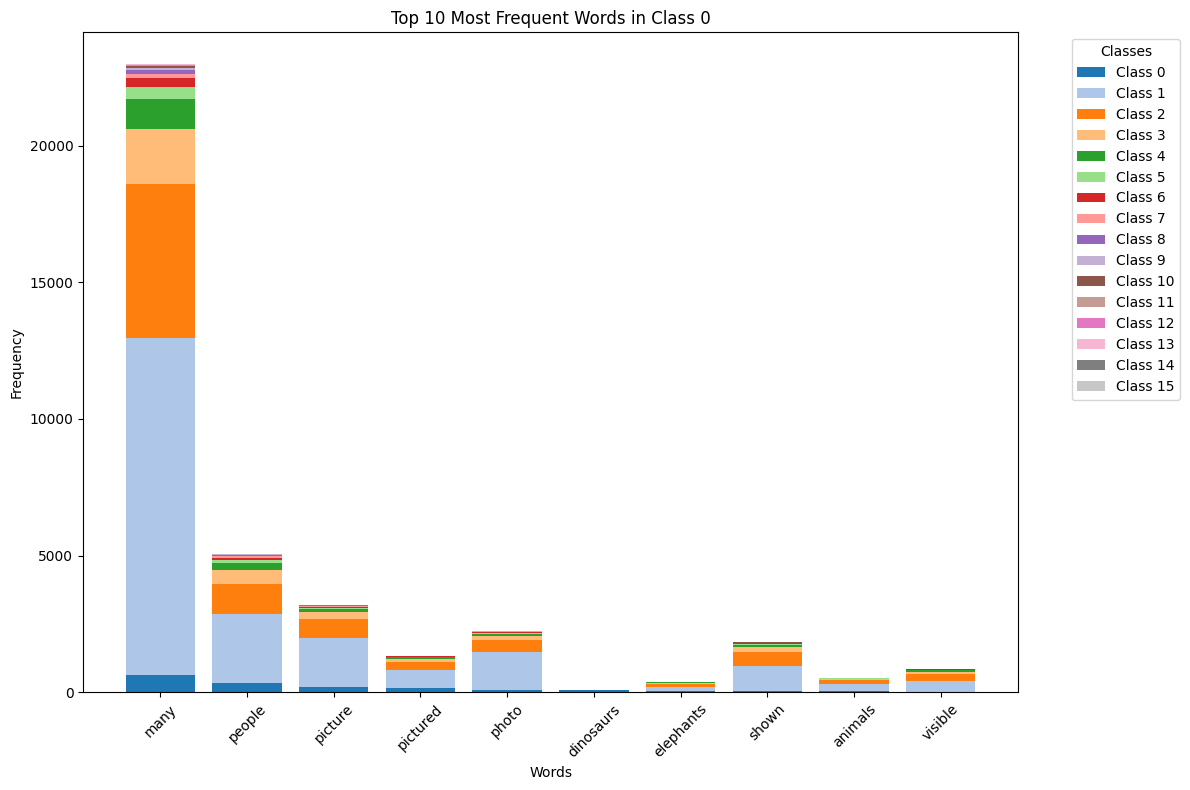 Top 10 Most Frequent Words in Class 0
Frequency
20000
15000
10000
5000
0
many
people
picture
pictured
photo
dinosaurs
elephants
shown
animals
visible
Words
Classes
Class 0
Class 1
Class 2
Class 3
Class 4
Class 5
Class 6
Class 7
Class 8
Class 9
Class 10
Class 11
Class 12
Class 13
Class 14
Class 15